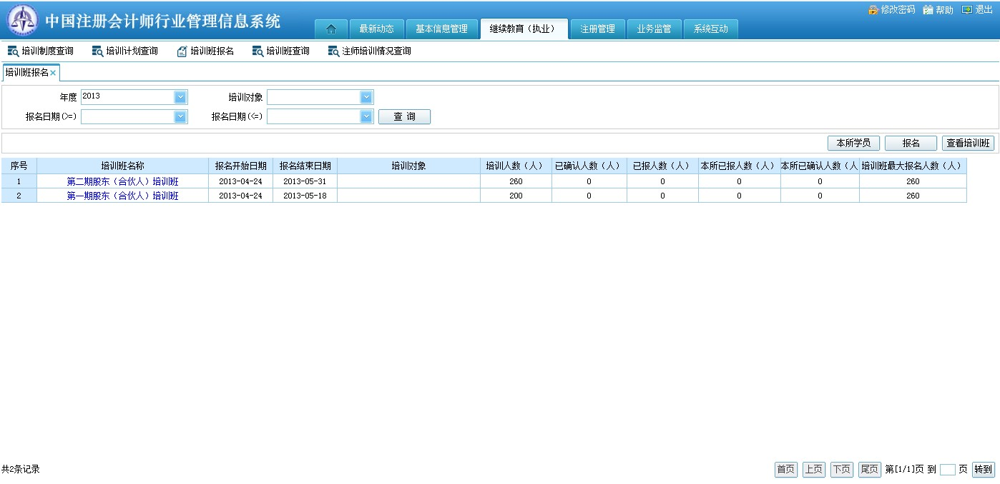 修改密码 帮助 退出
中国注册会计师行业管理信息系统
最新动态 基本信息管理 继续教育（执业） 注册管理 业务监管 系统互动
培训制度查询 培训计划查询 培训班报名 培训班查询 注师培训情况查询
培训班报名×
年度 2013 培训对象
报名日期(>=) 报名日期(<=) 查 询
本所学员 报名 查看培训班
序号 培训班名称 报名开始日期 报名结束日期 培训对象 培训人数（人） 已确认人数（人） 已报人数（人） 本所已报人数（人） 本所已确认人数（人 培训班最大报名人数（人）
1 第二期股东（合伙人）培训班 2013-04-24 2013-05-31 260 0 0 0 0 260
2 第一期股东（合伙人）培训班 2013-04-24 2013-05-18 200 0 0 0 0 260
共2条记录 首页 上页 下页 尾页 第[1/1]页 到 页 转到